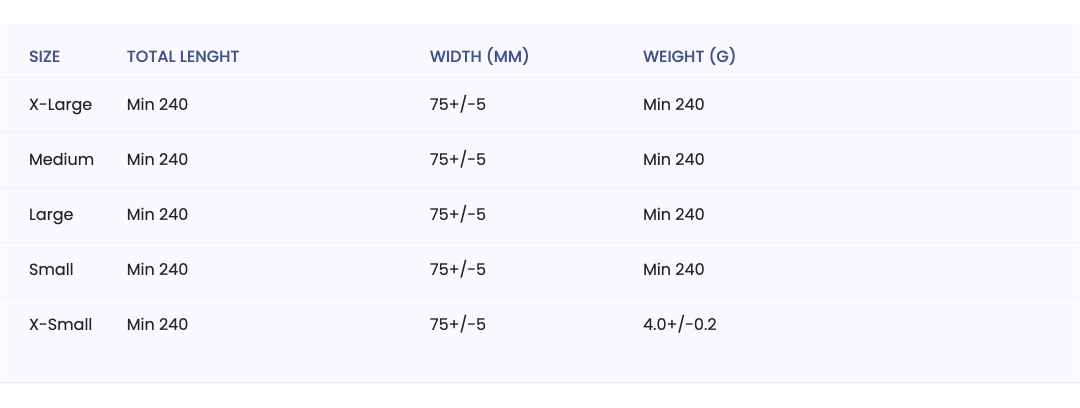 SIZE TOTAL LENGHT WIDTH (MM) WEIGHT (G)
X-Large Min 240 75+/-5 Min 240
Medium Min 240 75+/-5 Min 240
Large Min 240 75+/-5 Min 240
Small Min 240 75+/-5 Min 240
X-Small Min 240 75+/-5 4.0+/-0.2